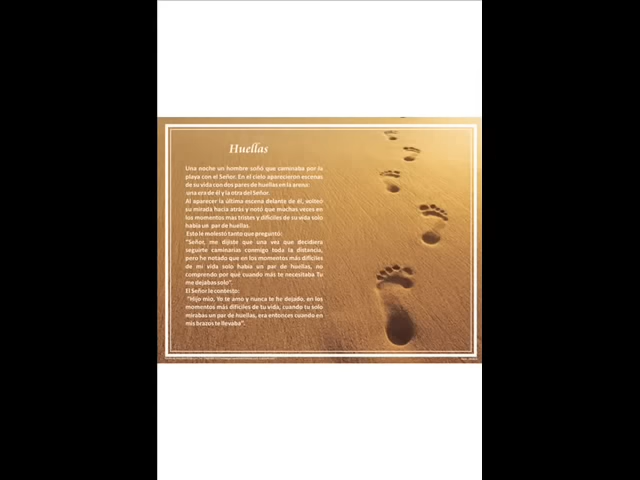 Huellas
Una noche un hombre soñó que caminaba por la
playa con el Señor. En el cielo aparecieron escenas
de su vida con dos pares de huellas en la arena:
una era de él y la otra del Señor.
Al aparecer la última escena delante de él, volteó
su mirada hacia atrás y notó que muchas veces en
los momentos mas tristes y difíciles de su vida solo
había un par de huellas.
Esto le molestó tanto que preguntó:
"Señor, me dijiste que una vez que decidiera
seguirte caminarías conmigo toda la distancia,
pero he notado que en los momentos más difíciles
de mi vida solo había un par de huellas, no
comprendo por qué cuando más te necesitaba Tu
me dejabas solo".
El Señor le contesto:
"Hijo mio, Yo te amo y nunca te he dejado, en los
momentos más difíciles de tu vida, cuando tu solo
mirabas un par de huellas, era entonces cuando en
mis brazos te llevaba".